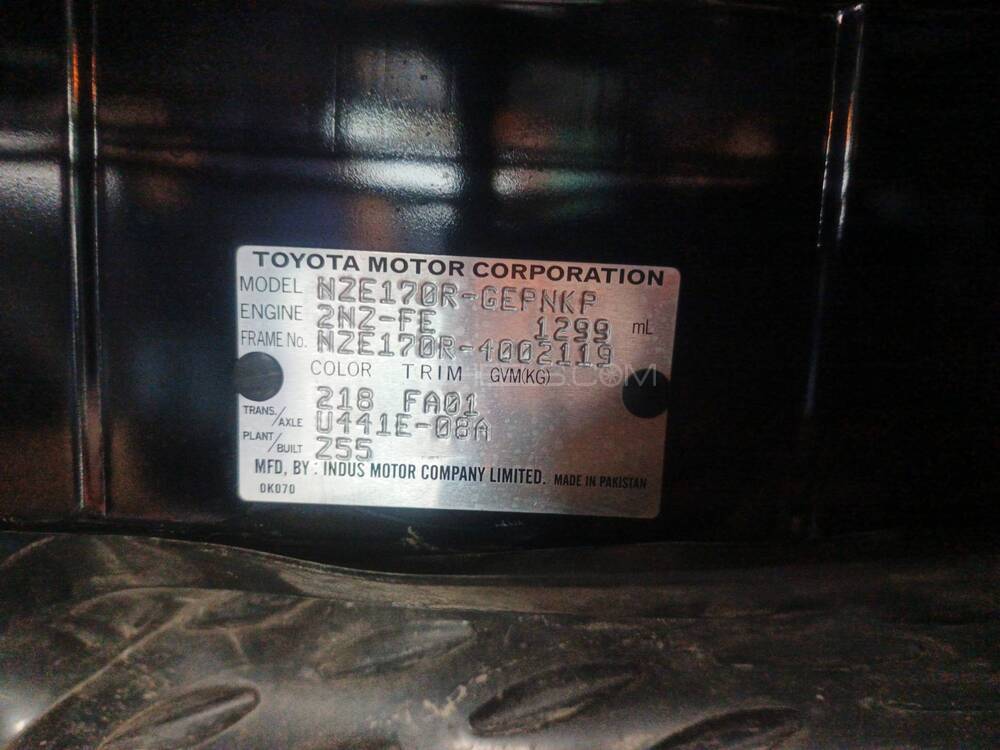 TOYOTA MOTOR CORPORATION
MODEL NZE170R-GEPNKP
ENGINE 2NZ-FE 1299 mL
FRAME No. NZE170R-4002119
COLOR TRIM GVM(KG)
218 FA01
TRANS./AXLE U441E-08A
PLANT/BUILT Z55
MFD, BY : INDUS MOTOR COMPANY LIMITED. MADE IN PAKISTAN
0K070